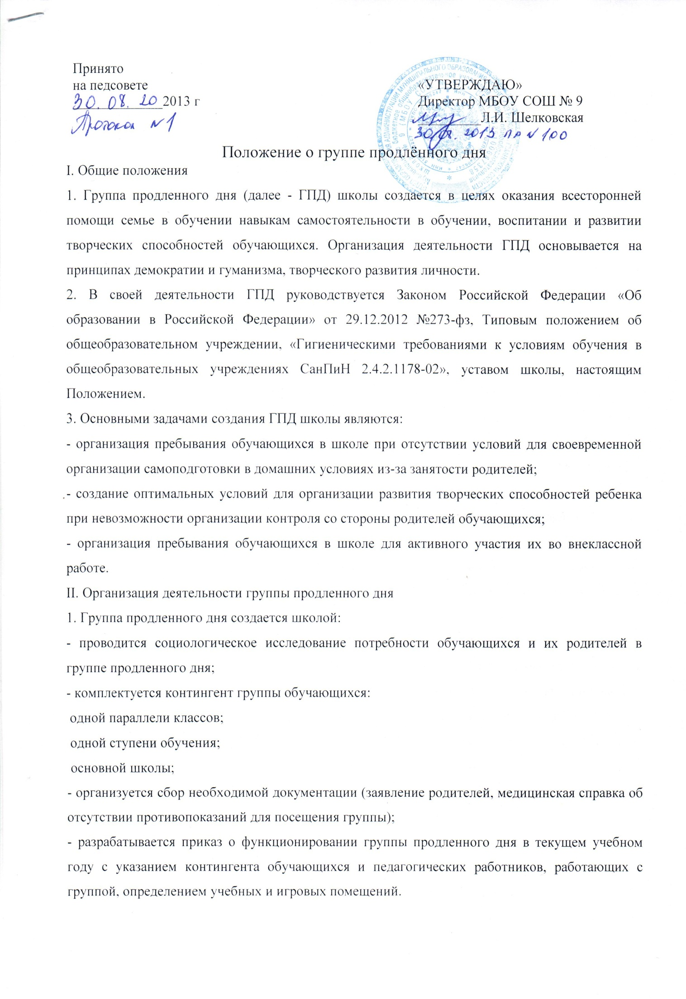 Принято
на педсовете
30. 08. 20 2013 г
Протокол №1
«УТВЕРЖДАЮ»
Директор МБОУ СОШ № 9
Л.И. Шелковская
30.08. 2013 пр № 100
Положение о группе продлённого дня
I. Общие положения
1. Группа продленного дня (далее - ГПД) школы создается в целях оказания всесторонней
помощи семье в обучении навыкам самостоятельности в обучении, воспитании и развитии
творческих способностей обучающихся. Организация деятельности ГПД основывается на
принципах демократии и гуманизма, творческого развития личности.
2. В своей деятельности ГПД руководствуется Законом Российской Федерации «Об
образовании в Российской Федерации» от 29.12.2012 №273-фз, Типовым положением об
общеобразовательном учреждении, «Гигиеническими требованиями к условиям обучения в
общеобразовательных учреждениях СанПиН 2.4.2.1178-02», уставом школы, настоящим
Положением.
3. Основными задачами создания ГПД школы являются:
- организация пребывания обучающихся в школе при отсутствии условий для своевременной
организации самоподготовки в домашних условиях из-за занятости родителей;
- создание оптимальных условий для организации развития творческих способностей ребенка
при невозможности организации контроля со стороны родителей обучающихся;
- организация пребывания обучающихся в школе для активного участия их во внеклассной
работе.
II. Организация деятельности группы продленного дня
1. Группа продленного дня создается школой:
- проводится социологическое исследование потребности обучающихся и их родителей в
группе продленного дня;
- комплектуется контингент группы обучающихся:
одной параллели классов;
одной ступени обучения;
основной школы;
- организуется сбор необходимой документации (заявление родителей, медицинская справка об
отсутствии противопоказаний для посещения группы);
- разрабатывается приказ о функционировании группы продленного дня в текущем учебном
году с указанием контингента обучающихся и педагогических работников, работающих с
группой, определением учебных и игровых помещений.